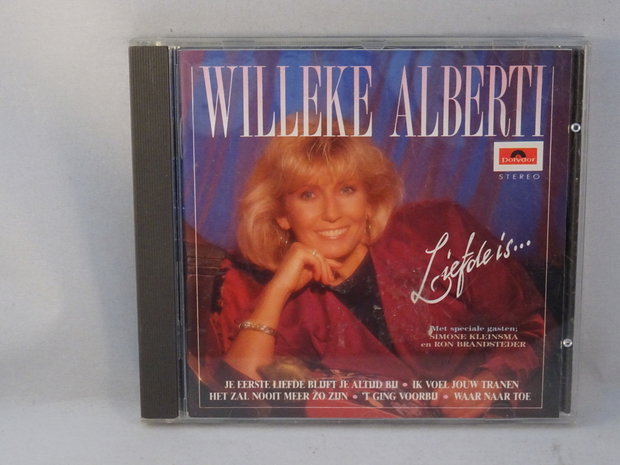 WILLEKE ALBERTI
Polydor
STEREO
Liefde is...
Met speciale gasten;
SIMONE KLEINSMA
en RON BRANDSTEDER
JE EERSTE LIEFDE BLIJFT JE ALTIJD BIJ • IK VOEL JOUW TRANEN
HET ZAL NOOIT MEER ZO ZIJN • 'T GING VOORBIJ • WAAR NAAR TOE